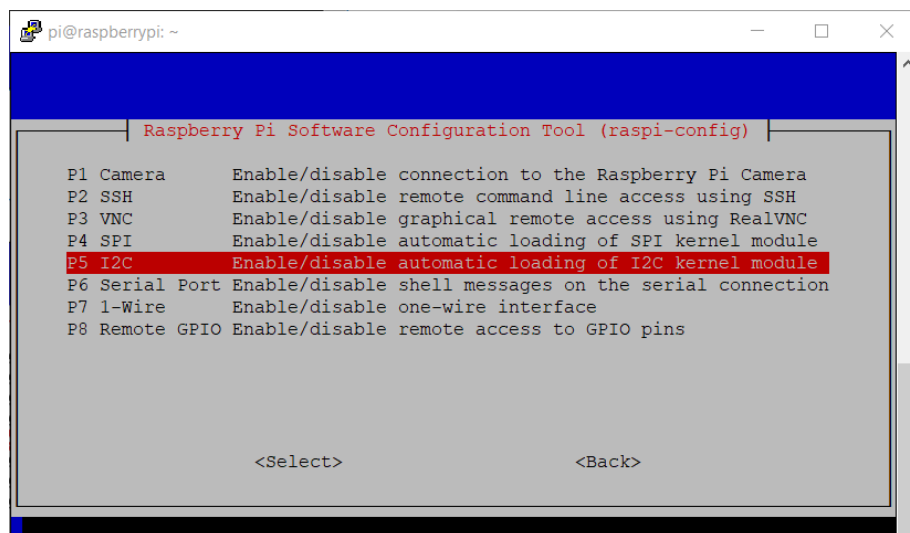 pi@raspberrypi: ~
Raspberry Pi Software Configuration Tool (raspi-config)
P1 Camera Enable/disable connection to the Raspberry Pi Camera
P2 SSH Enable/disable remote command line access using SSH
P3 VNC Enable/disable graphical remote access using RealVNC
P4 SPI Enable/disable automatic loading of SPI kernel module
P5 I2C Enable/disable automatic loading of I2C kernel module
P6 Serial Port Enable/disable shell messages on the serial connection
P7 1-Wire Enable/disable one-wire interface
P8 Remote GPIO Enable/disable remote access to GPIO pins
<Select> <Back>